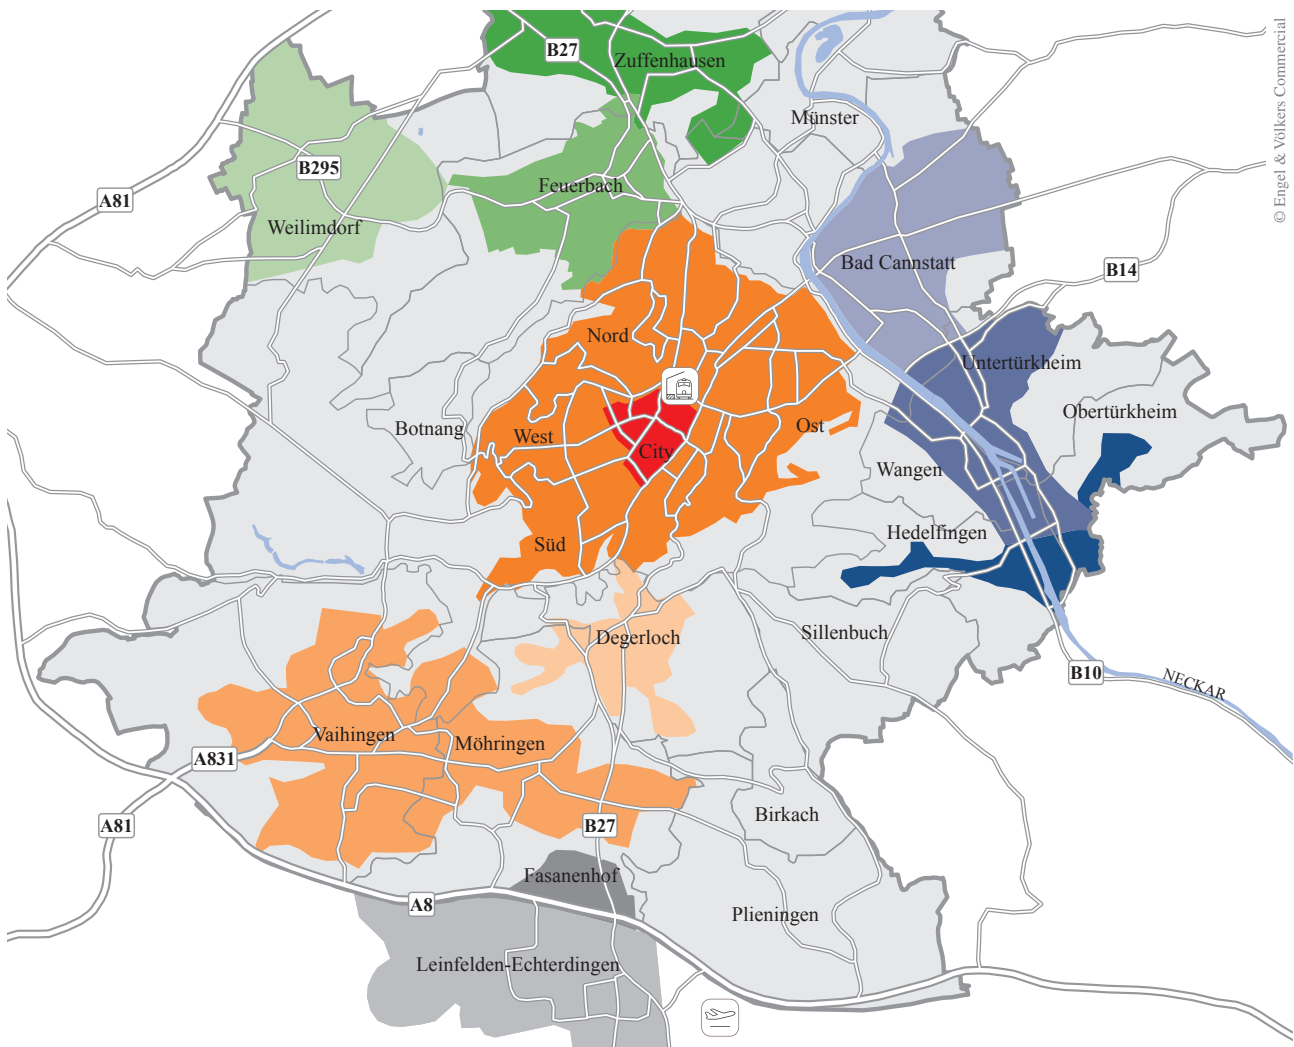 © Engel & Völkers Commercial
B27
Zuffenhausen
Münster
B295
Feuerbach
A81
Weilimdorf
Bad Cannstatt
B14
Nord
Untertürkheim
Obertürkheim
Botnang
West
Ost
City
Wangen
Hedelfingen
Süd
Degerloch
Sillenbuch
B10
NECKAR
Vaihingen
Möhringen
A831
Birkach
A81
B27
Fasanenhof
A8
Plieningen
Leinfelden-Echterdingen